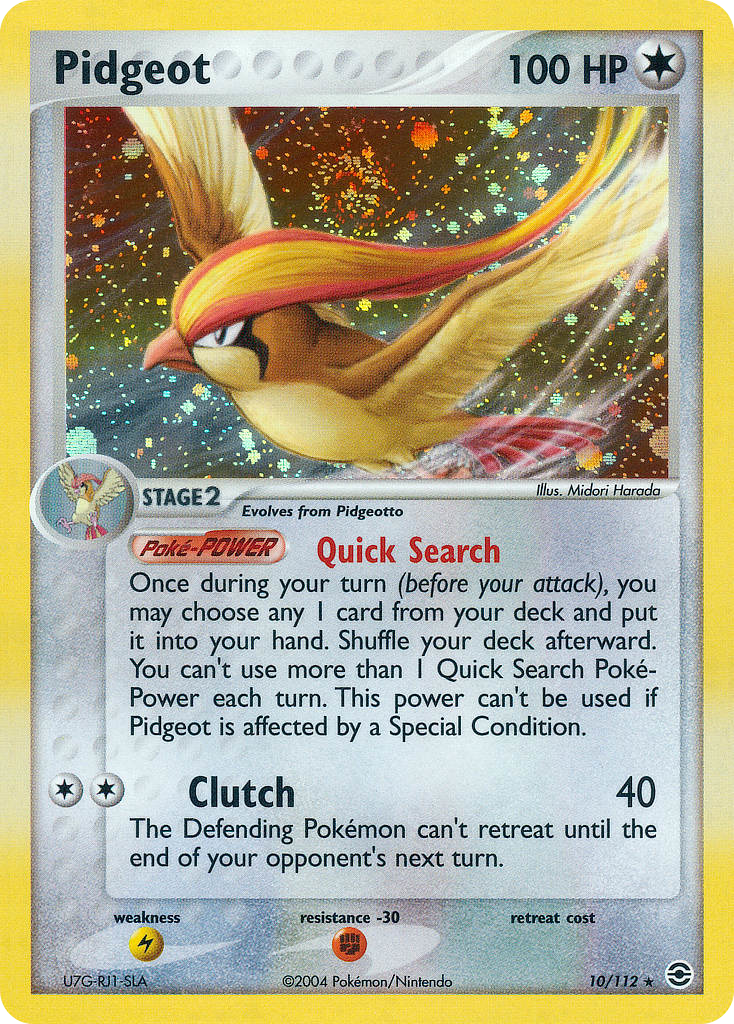 Pidgeot 100 HP
Illus. Midori Harada
STAGE 2
Evolves from Pidgeotto
Poké-POWER Quick Search
Once during your turn (before your attack), you
may choose any 1 card from your deck and put
it into your hand. Shuffle your deck afterward.
You can't use more than 1 Quick Search Poké-
Power each turn. This power can't be used if
Pidgeot is affected by a Special Condition.
Clutch 40
The Defending Pokémon can't retreat until the
end of your opponent's next turn.
weakness resistance -30 retreat cost
U7G-RJ1-SLA ©2004 Pokémon/Nintendo 10/112 ★